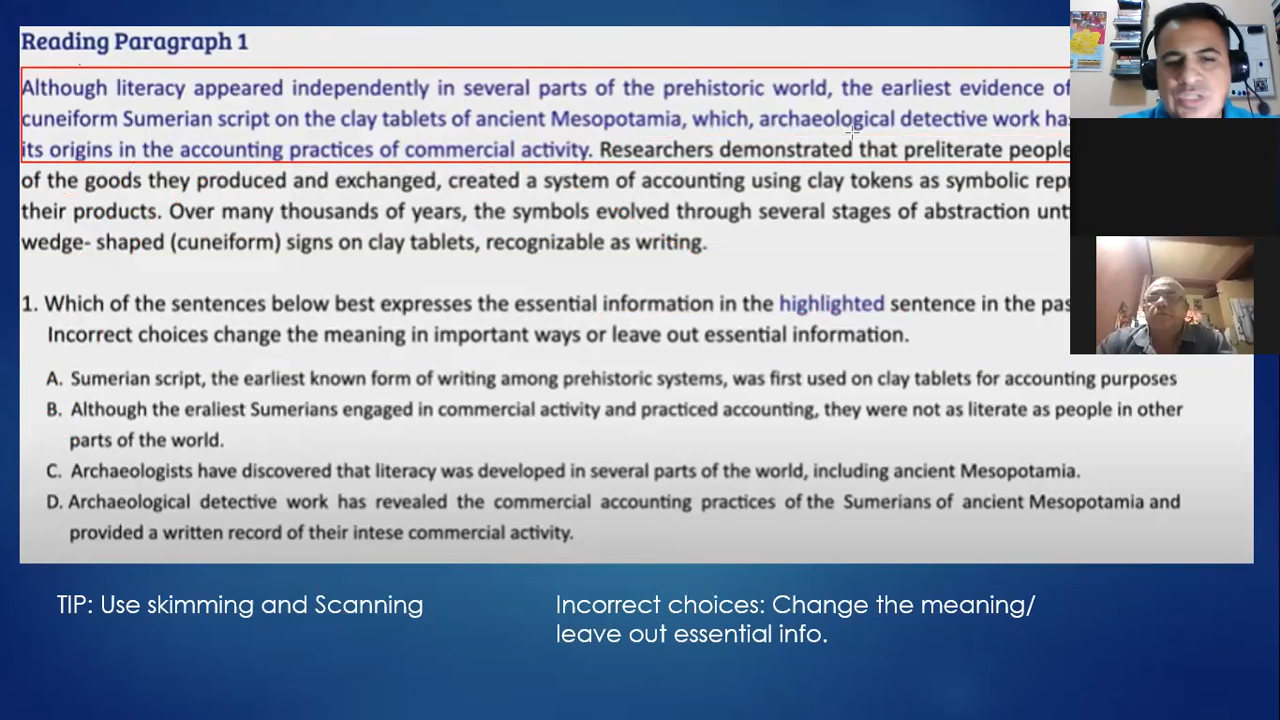 Reading Paragraph 1
Although literacy appeared independently in several parts of the prehistoric world, the earliest evidence of
cuneiform Sumerian script on the clay tablets of ancient Mesopotamia, which, archaeological detective work has
its origins in the accounting practices of commercial activity. Researchers demonstrated that preliterate people
of the goods they produced and exchanged, created a system of accounting using clay tokens as symbolic
their products. Over many thousands of years, the symbols evolved through several stages of abstraction
wedge- shaped (cuneiform) signs on clay tablets, recognizable as writing.
1. Which of the sentences below best expresses the essential information in the highlighted sentence in the
Incorrect choices change the meaning in important ways or leave out essential information.
A. Sumerian script, the earliest known form of writing among prehistoric systems, was first used on clay tablets for accounting purposes
B. Although the eraliest Sumerians engaged in commercial activity and practiced accounting, they were not as literate as people in other
parts of the world.
C. Archaeologists have discovered that literacy was developed in several parts of the world, including ancient Mesopotamia.
D. Archaeological detective work has revealed the commercial accounting practices of the Sumerians of ancient Mesopotamia and
provided a written record of their intese commercial activity.
TIP: Use skimming and Scanning
Incorrect choices: Change the meaning/
leave out essential info.